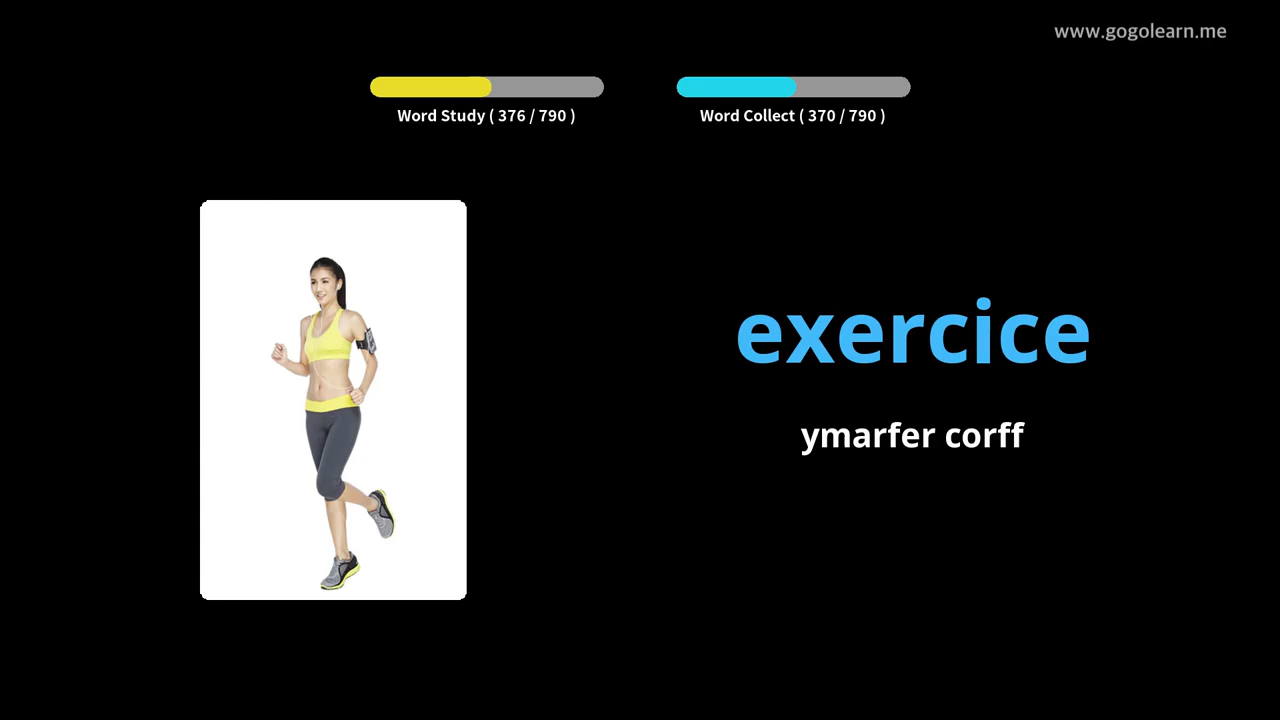 www.gogolearn.me
Word Study ( 376 / 790 )
Word Collect ( 370 / 790 )
exercice
ymarfer corff